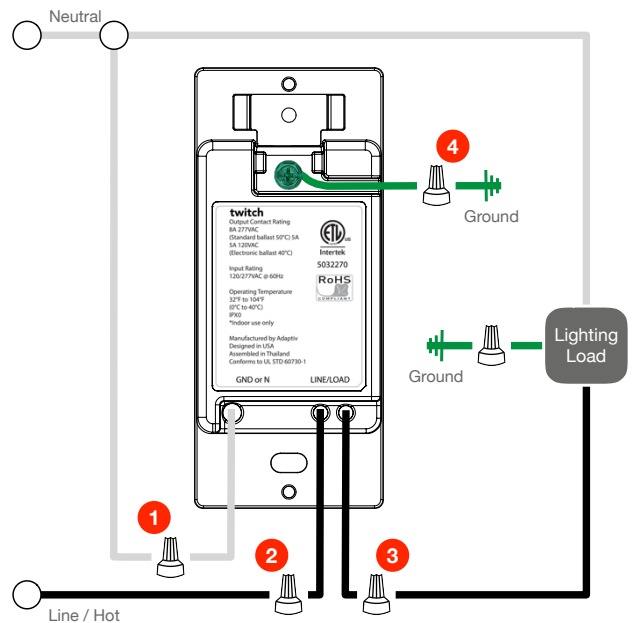 Neutral
4
Ground
twitch
Output Contact Rating
8A 277VAC
(Standard ballast 50°C) 5A
5A 120VAC
(Electronic ballast 40°C)
Input Rating
120/277VAC @ 60Hz
Operating Temperature
32°F to 104°F
(0°C to-40°C)
IPX0
*Indoor use only
Manufactured by Adaptiv
Designed in USA
Assembled in Thailand
Conforms to UL STD 60730-1
ETL
US
Intertek
5032270
RoHS
COMPLIANT
GND or N
LINE/LOAD
Lighting
Load
Ground
1
2
3
Line / Hot